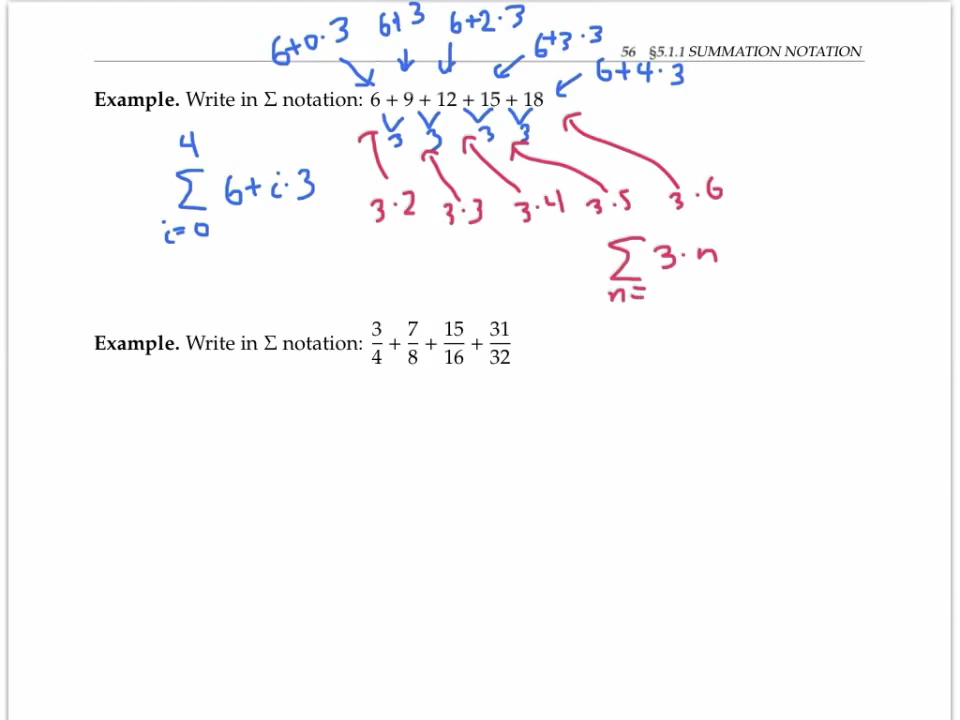 6+0·3 6+3 6+2·3 6+3·3
56 §5.1.1 SUMMATION NOTATION
6+4·3
Example. Write in Σ notation: 6 + 9 + 12 + 15 + 18
3 3 3 3
4
Σ 6+i·3
i=0
3·2 3·3 3·4 3·5 3·6
Σ 3·n
n=
Example. Write in Σ notation: 3/4 + 7/8 + 15/16 + 31/32